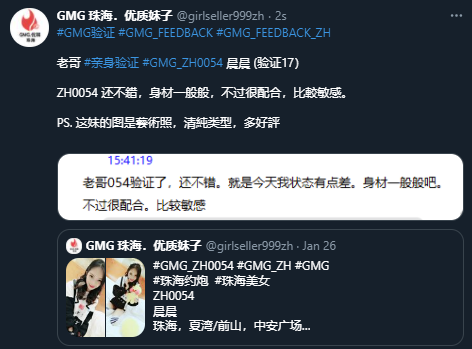 GMG 珠海．优质妹子 @girlseller999zh · 2s
#GMG验证 #GMG_FEEDBACK #GMG_FEEDBACK_ZH
老哥 #亲身验证 #GMG_ZH0054 晨晨 (验证17)
ZH0054 还不錯，身材一般般，不过很配合，比較敏感。
PS. 这妹的图是藝術照，清純类型，多好評
15:41:19
老哥054验证了，还不错。就是今天我状态有点差。身材一般般吧。
不过很配合。比较敏感
GMG 珠海．优质妹子 @girlseller999zh · Jan 26
#GMG_ZH0054 #GMG_ZH #GMG
#珠海约炮 #珠海美女
ZH0054
晨晨
珠海，夏湾/前山，中安广场...